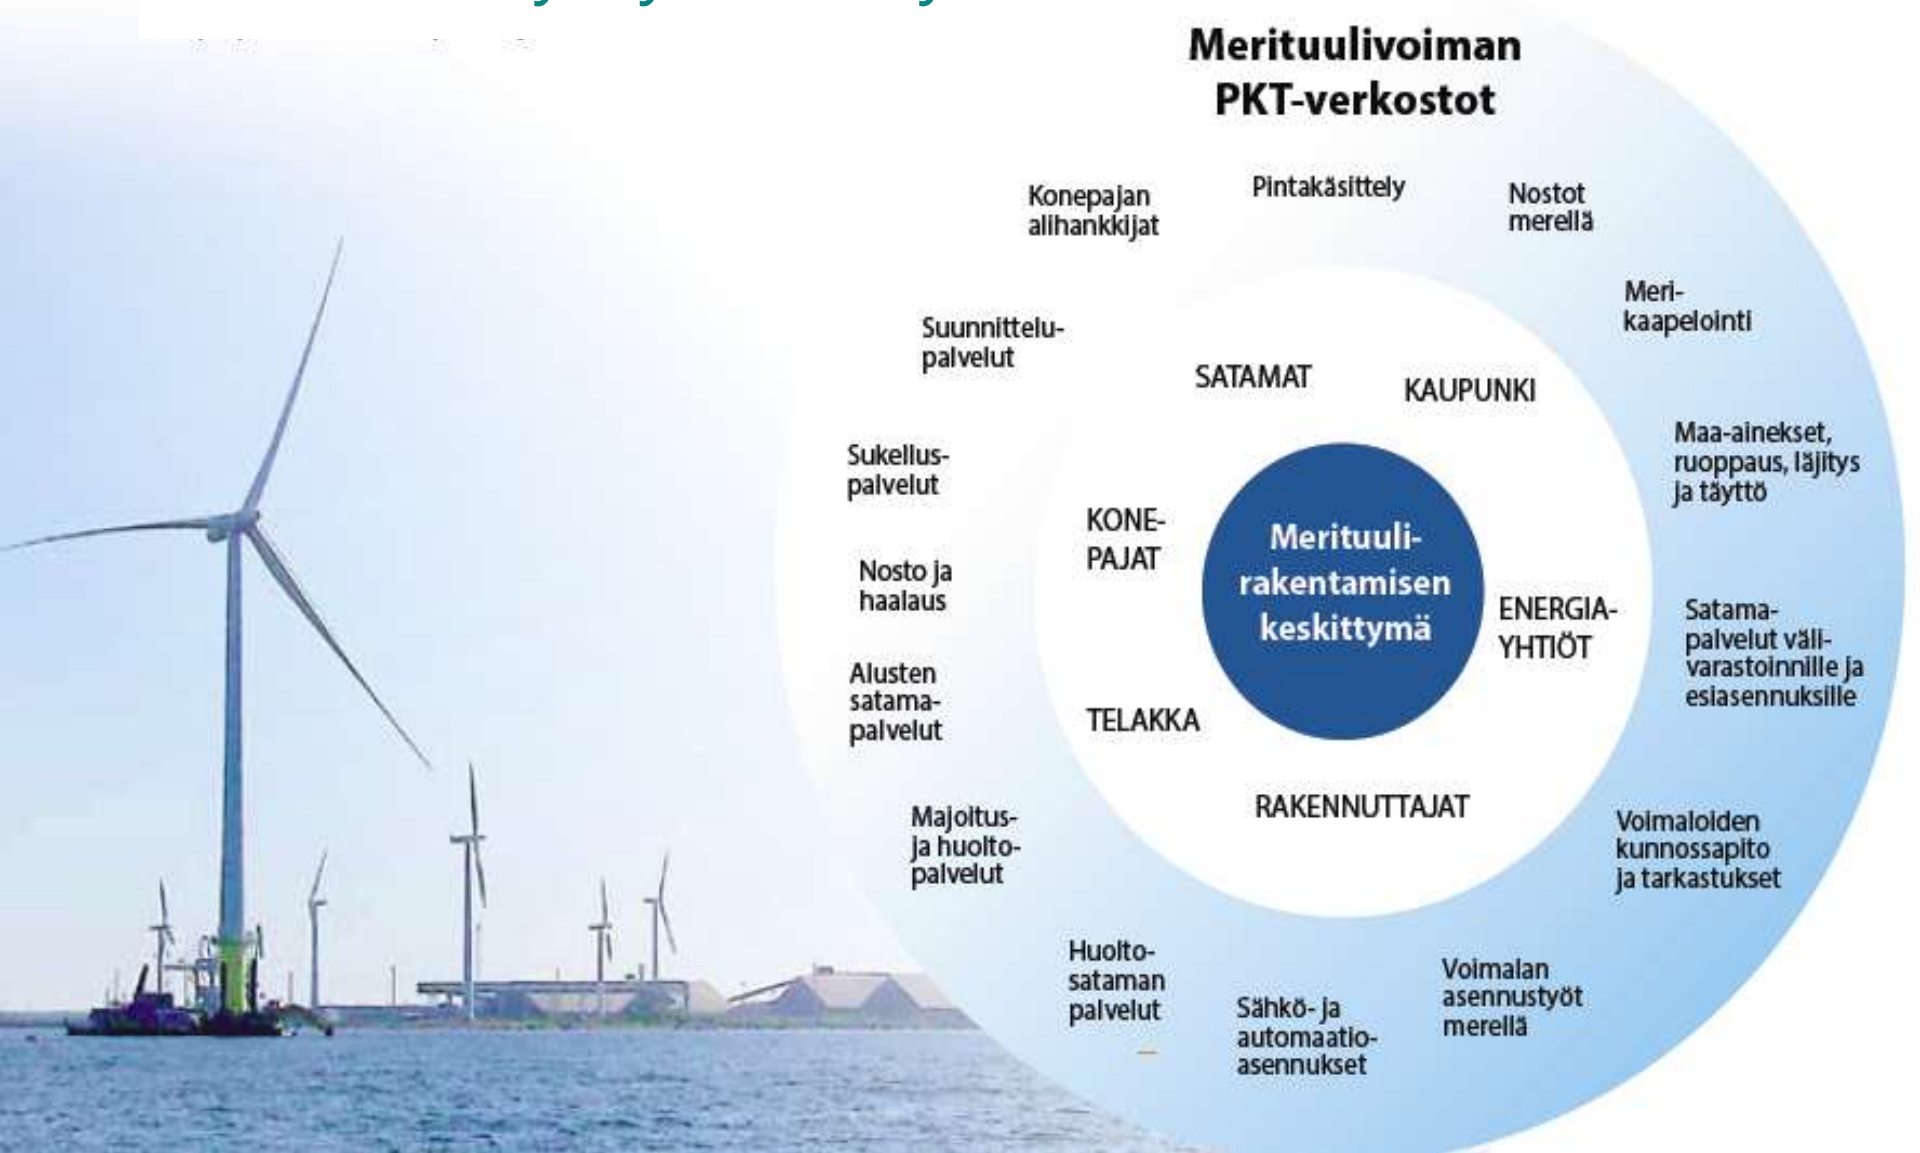 Merituulivoiman
PKT-verkostot
Konepajan
alihankkijat
Pintakäsittely
Nostot
merellä
Meri-
kaapelointi
Suunnittelu-
palvelut
SATAMAT
KAUPUNKI
Maa-ainekset,
ruoppaus, läjitys
ja täyttö
Sukellus-
palvelut
KONE-
PAJAT
Merituuli-
rakentamisen
keskittymä
Nosto ja
haalaus
ENERGIA-
YHTIÖT
Satama-
palvelut väli-
varastoinnille ja
esiasennuksille
Alusten
satama-
palvelut
TELAKKA
RAKENNUTTAJAT
Majoitus-
ja huolto-
palvelut
Voimaloiden
kunnossapito
ja tarkastukset
Huolto-
sataman
palvelut
Sähkö- ja
automaatio-
asennukset
Voimalan
asennustyöt
merellä